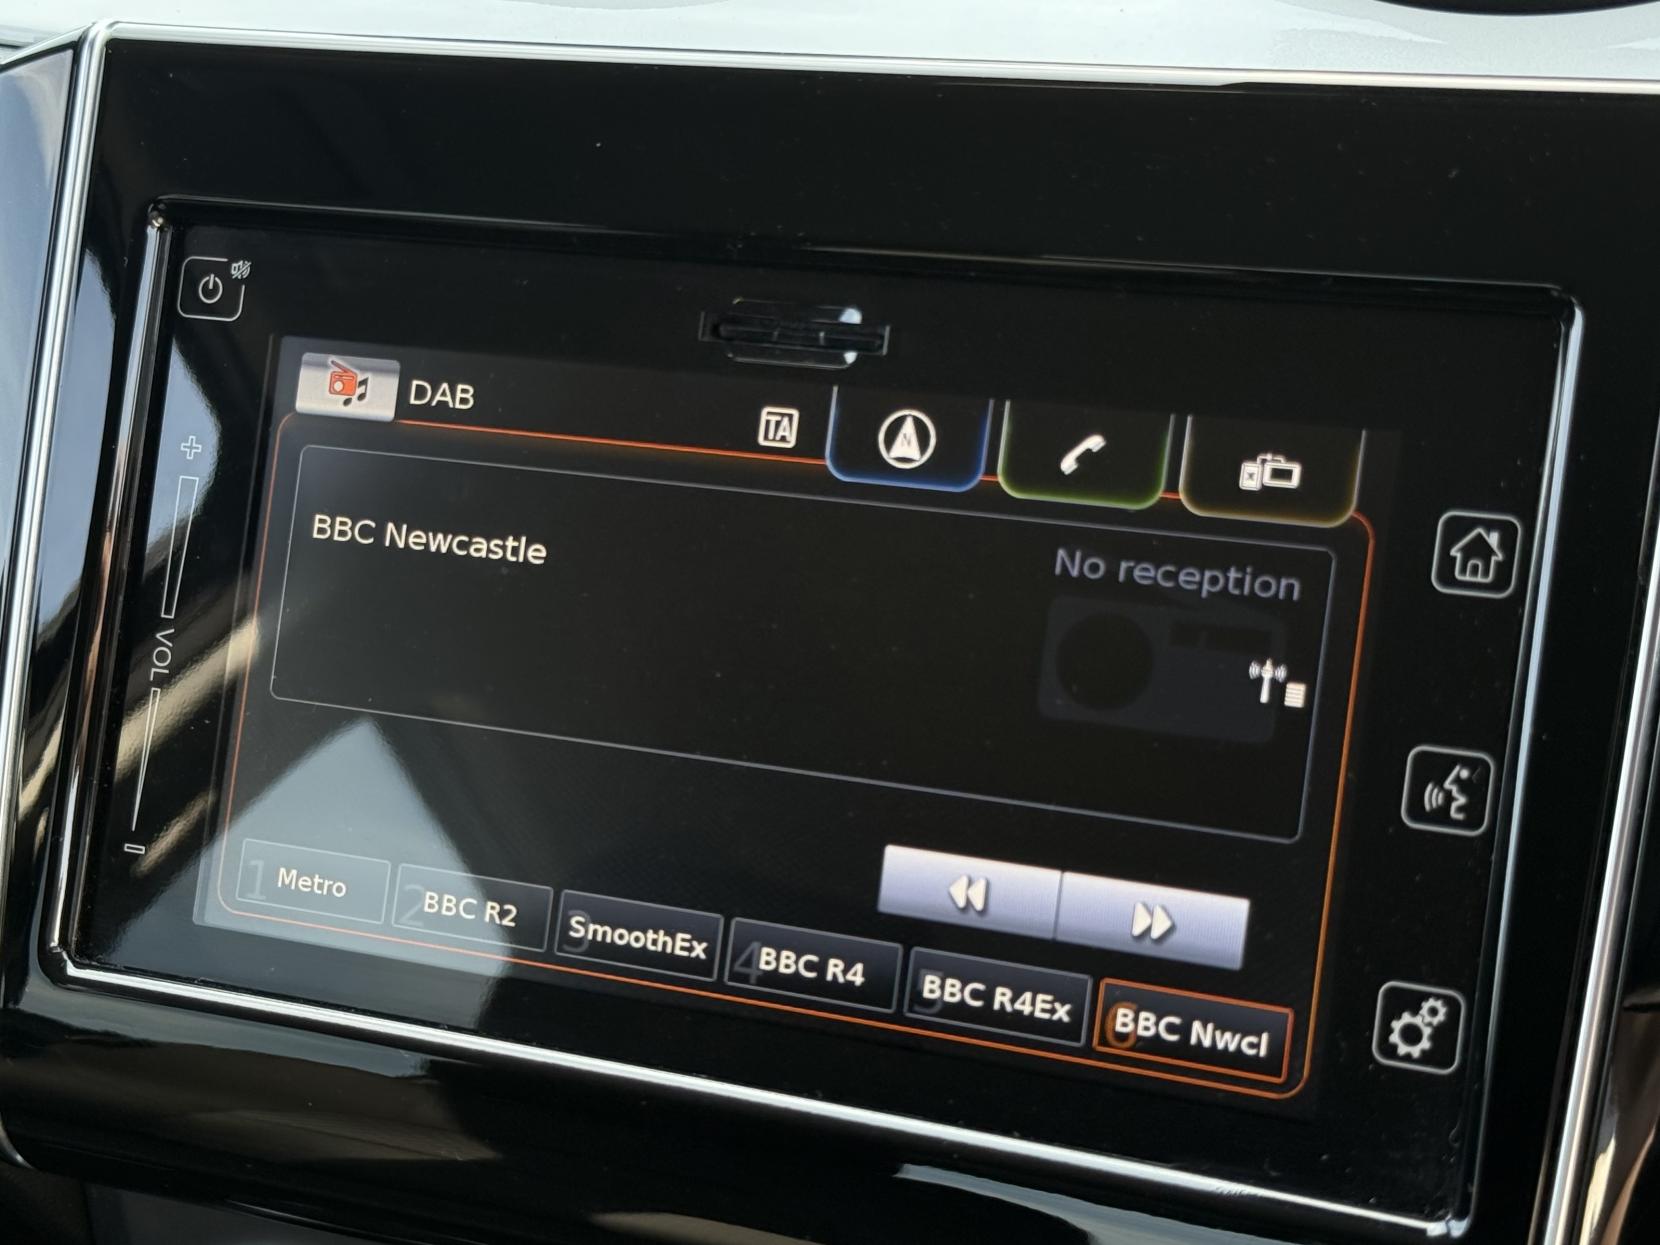 DAB
TA
N
BBC Newcastle
No reception
VOL
1 Metro
2 BBC R2
3 SmoothEx
4 BBC R4
5 BBC R4Ex
6 BBC Nwcl